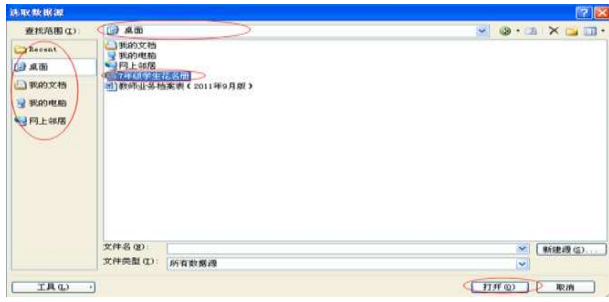 选取数据源
查找范围(I):
桌面
Recent
桌面
我的文档
我的电脑
网上邻居
我的文档
我的电脑
网上邻居
7年级学生花名册
教师业务档案表(2011年9月版)
文件名(N):
新建源(S)...
文件类型(T):
所有数据源
工具(L)
打开(O)
取消